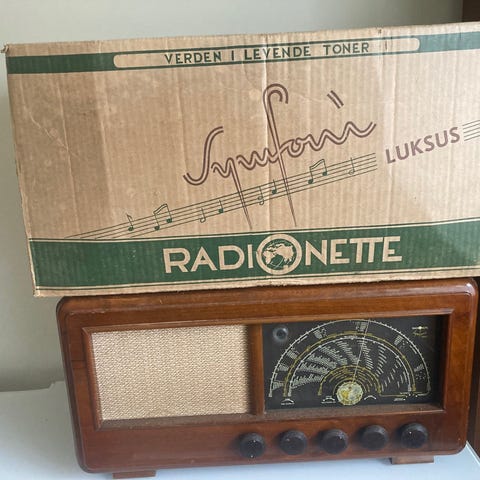 VERDEN I LEVENDE TONER
Symfoni
LUKSUS
RADIONETTE